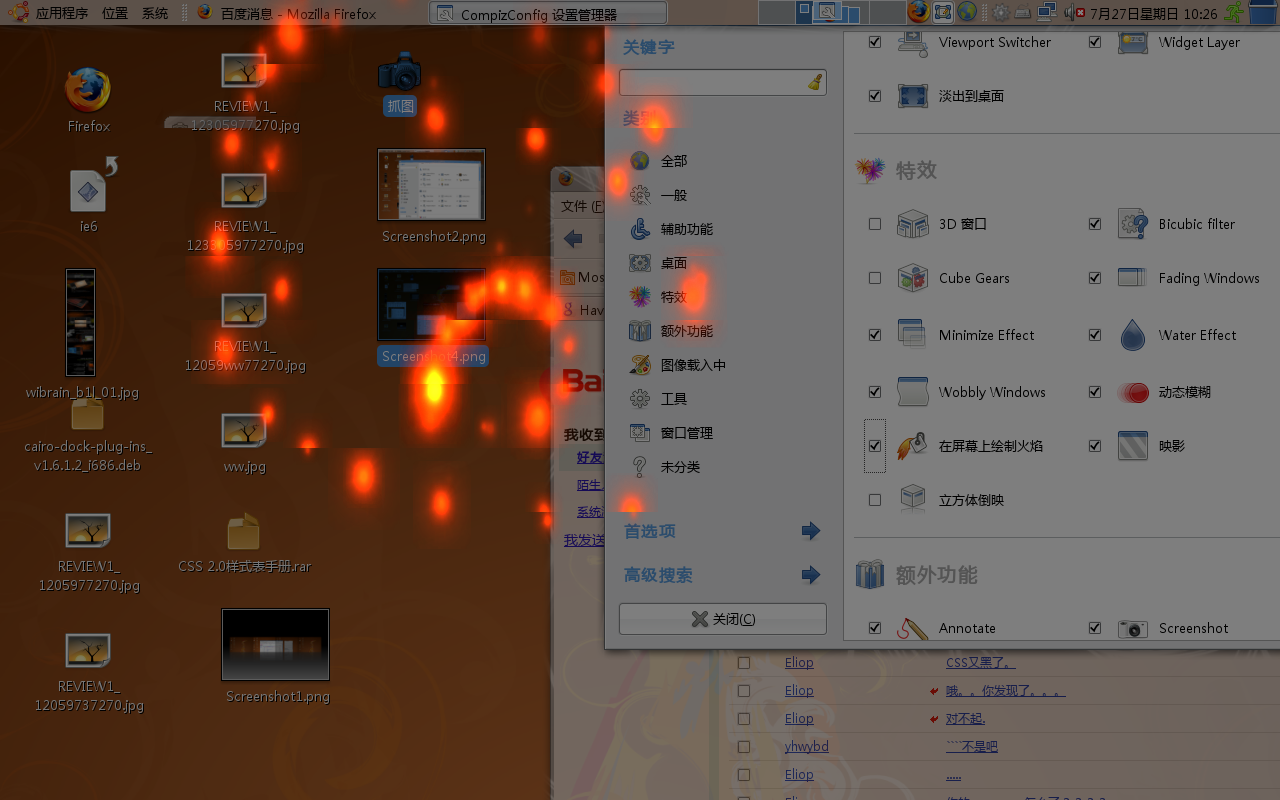 应用程序 位置 系统
百度消息 - Mozilla Firefox
CompizConfig 设置管理器
7月27日星期日 10:26
Firefox
ie6
wibrain_b1l_01.jpg
cairo-dock-plug-ins_
v1.6.1.2_i686.deb
REVIEW1_
1205977270.jpg
REVIEW1_
12059737270.jpg
REVIEW1_
12305977270.jpg
REVIEW1_
123305977270.jpg
REVIEW1_
12059ww77270.jpg
ww.jpg
CSS 2.0样式表手册.rar
Screenshot1.png
抓图
Screenshot2.png
Screenshot4.png
文件 (F
Mos
Hav
Ba
我收到
好友
陌生
系统
我发送
关键字
类别
全部
一般
辅助功能
桌面
特效
额外功能
图像载入中
工具
窗口管理
未分类
首选项
高级搜索
关闭(C)
Viewport Switcher
Widget Layer
淡出到桌面
特效
3D 窗口
Bicubic filter
Cube Gears
Fading Windows
Minimize Effect
Water Effect
Wobbly Windows
动态模糊
在屏幕上绘制火焰
映影
立方体倒映
额外功能
Annotate
Screenshot
Eliop CSS又黑了。
Eliop 哦。。你发现了。。。
Eliop 对不起.
yhwybd ````不是吧
Eliop .....